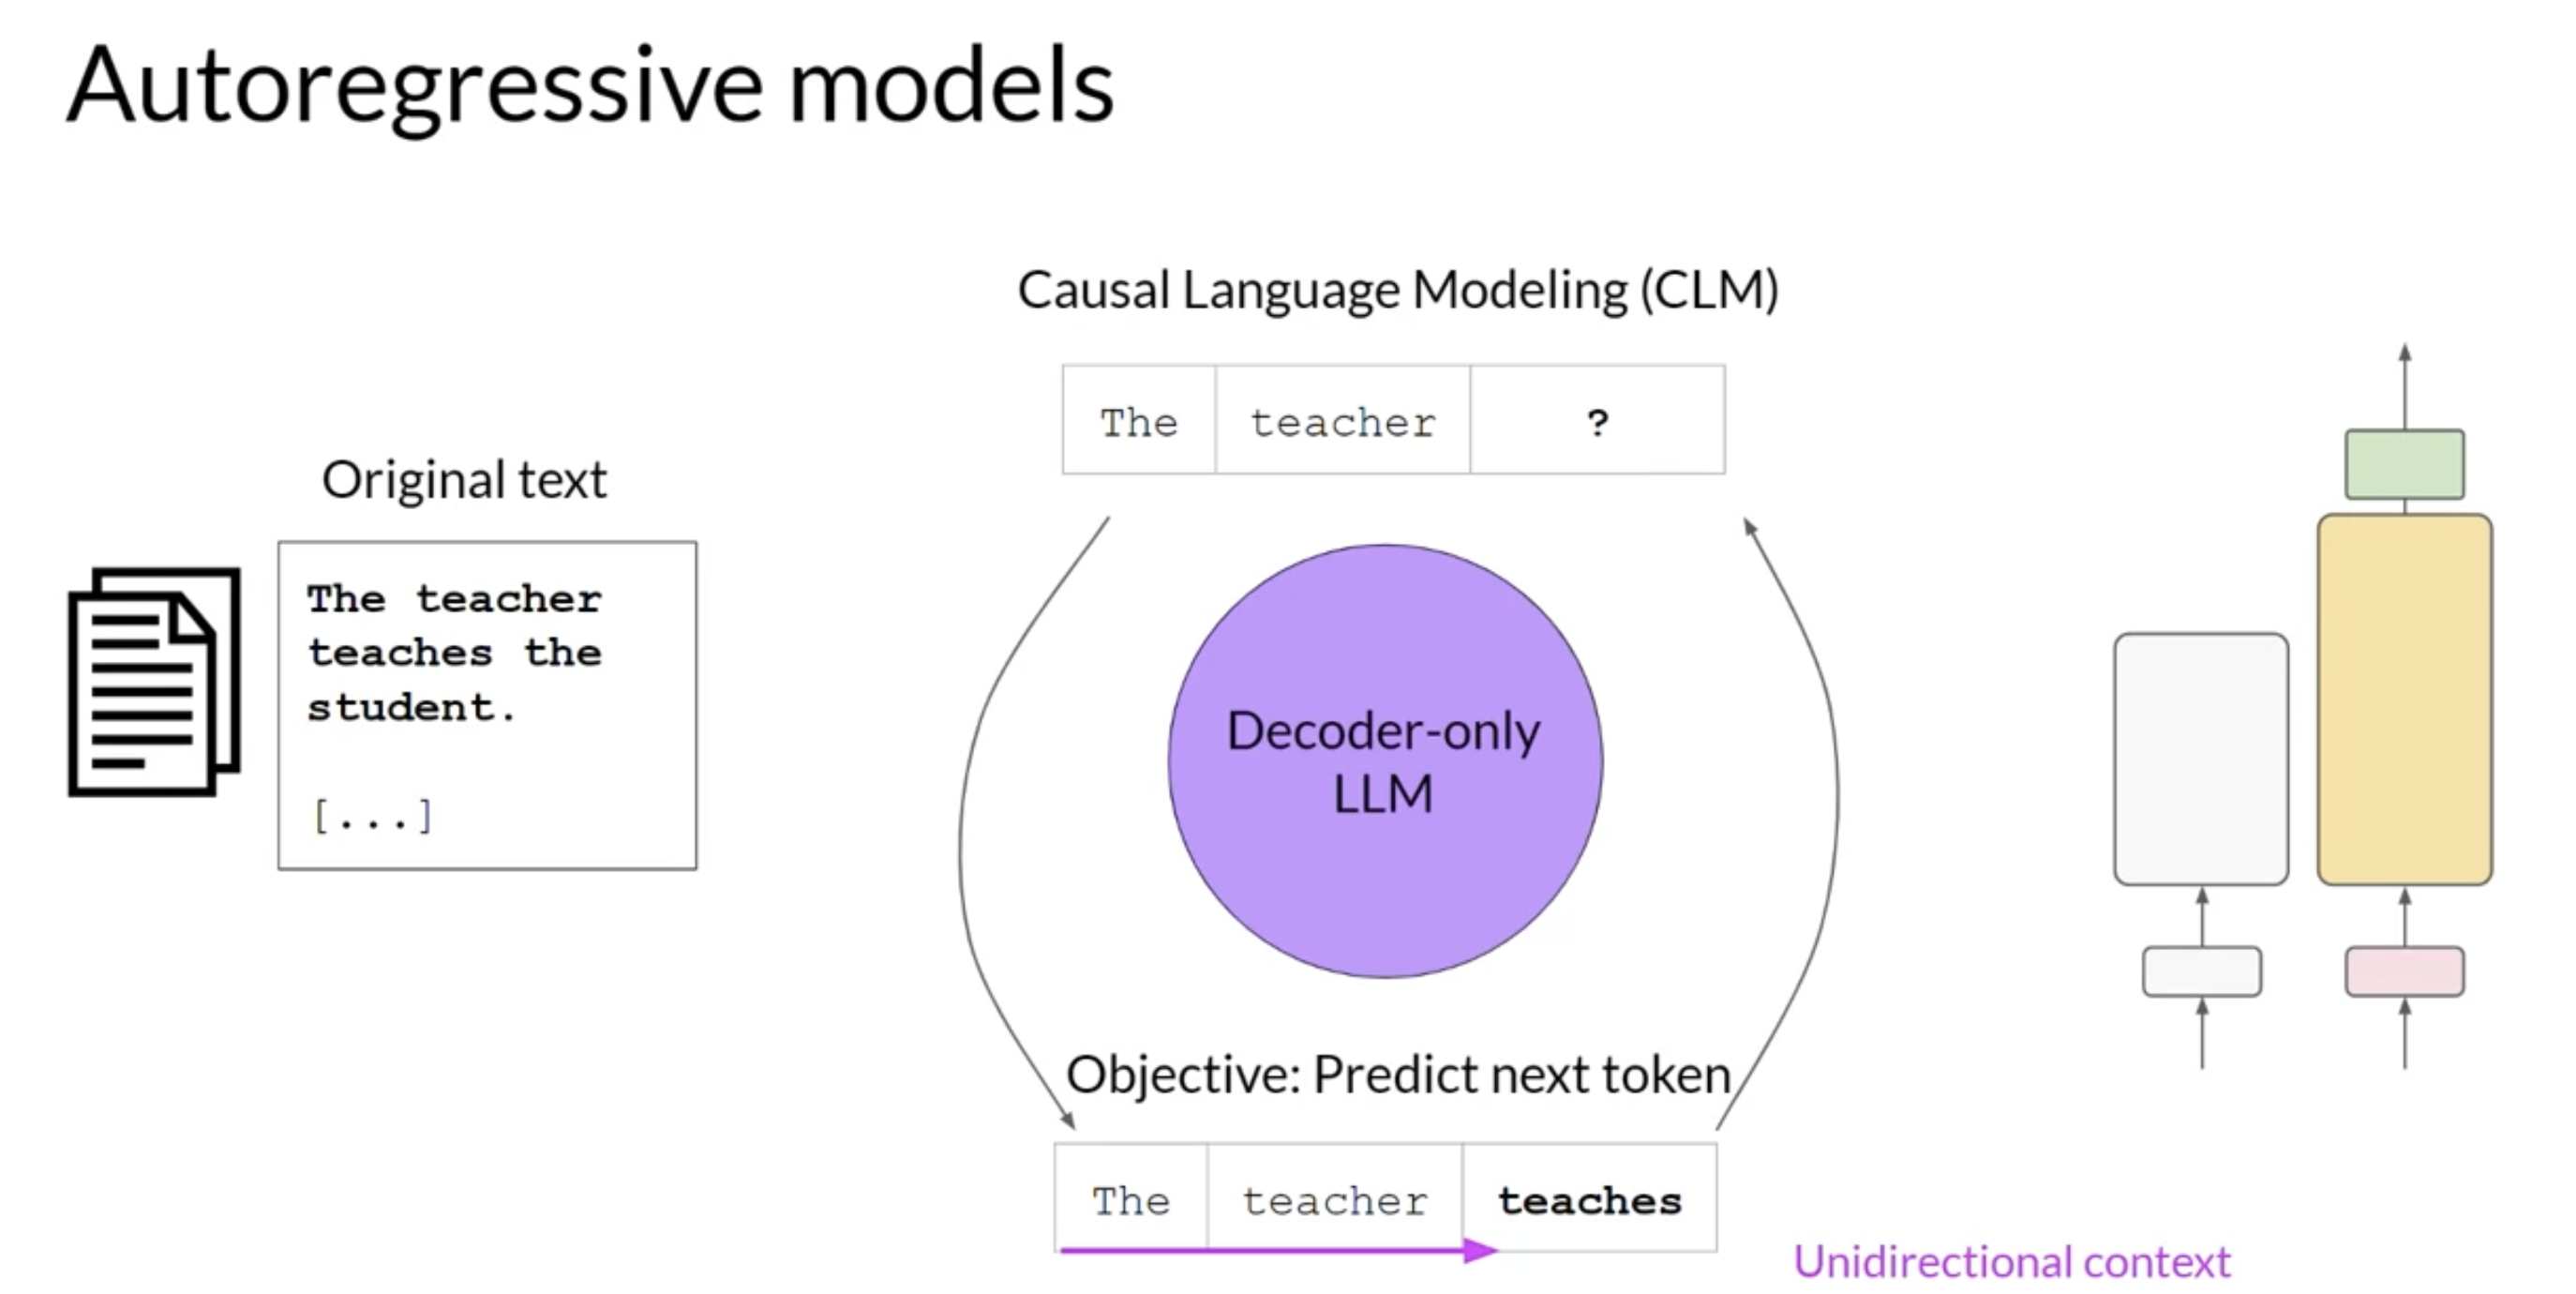 Autoregressive models
Causal Language Modeling (CLM)
The teacher ?
Original text
The teacher
teaches the
student.
[...]
Decoder-only
LLM
Objective: Predict next token
The teacher teaches
Unidirectional context